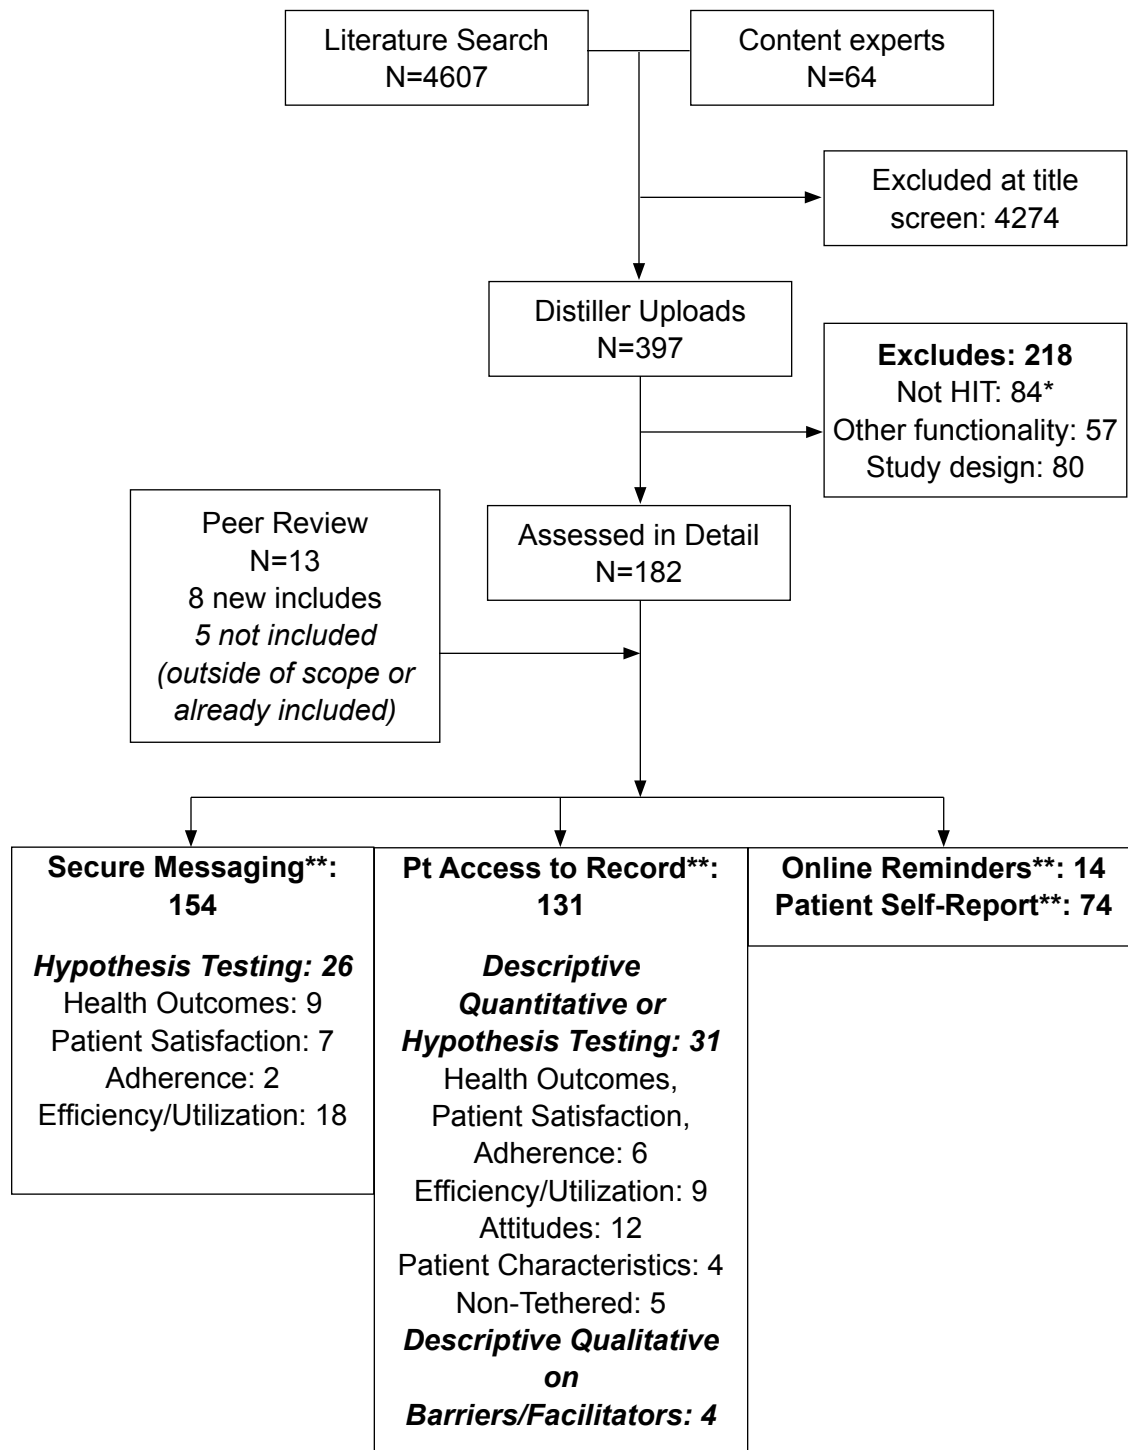 Literature Search
N=4607
Content experts
N=64
Excluded at title
screen: 4274
Distiller Uploads
N=397
Excludes: 218
Not HIT: 84*
Other functionality: 57
Study design: 80
Peer Review
N=13
8 new includes
5 not included
(outside of scope or
already included)
Assessed in Detail
N=182
Secure Messaging**:
154
Hypothesis Testing: 26
Health Outcomes: 9
Patient Satisfaction: 7
Adherence: 2
Efficiency/Utilization: 18
Pt Access to Record**:
131
Descriptive
Quantitative or
Hypothesis Testing: 31
Health Outcomes,
Patient Satisfaction,
Adherence: 6
Efficiency/Utilization: 9
Attitudes: 12
Patient Characteristics: 4
Non-Tethered: 5
Descriptive Qualitative
on
Barriers/Facilitators: 4
Online Reminders**: 14
Patient Self-Report**: 74